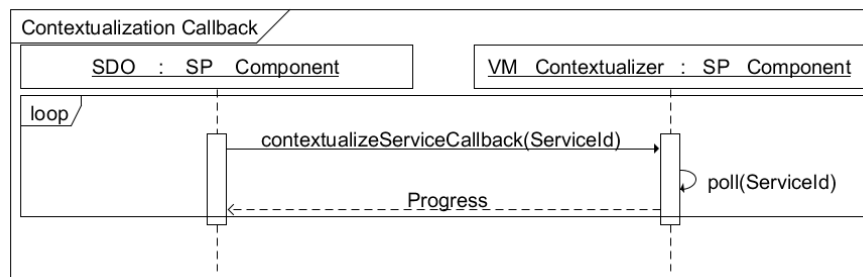 Contextualization Callback
SDO : SP Component
VM Contextualizer : SP Component
loop
contextualizeServiceCallback(ServiceId)
poll(ServiceId)
Progress